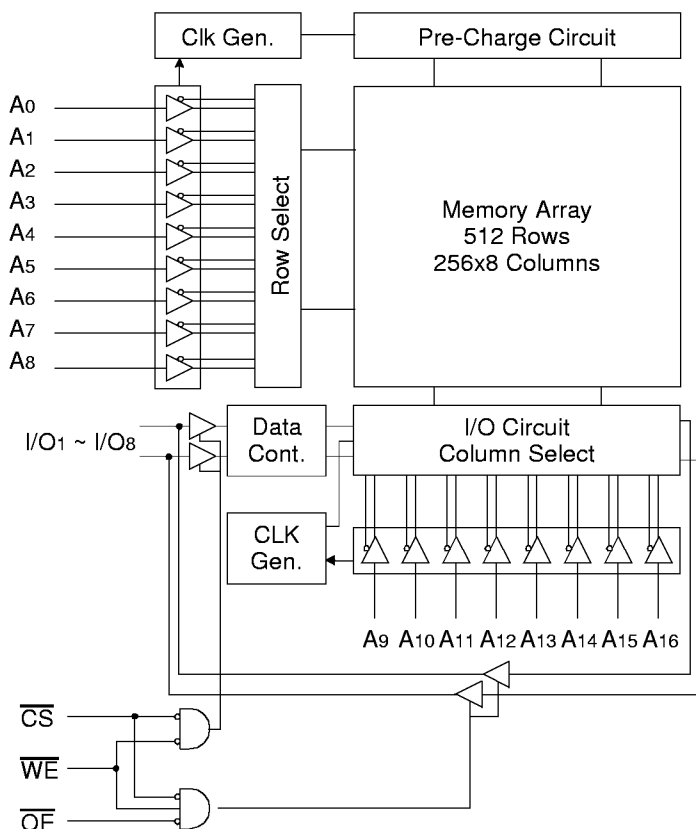 Clk Gen.
Pre-Charge Circuit
A0
A1
A2
A3
A4
A5
A6
A7
A8
Row Select
Memory Array
512 Rows
256x8 Columns
I/O1 ~ I/O8
Data
Cont.
I/O Circuit
Column Select
CLK
Gen.
A9 A10 A11 A12 A13 A14 A15 A16
CS
WE
OE